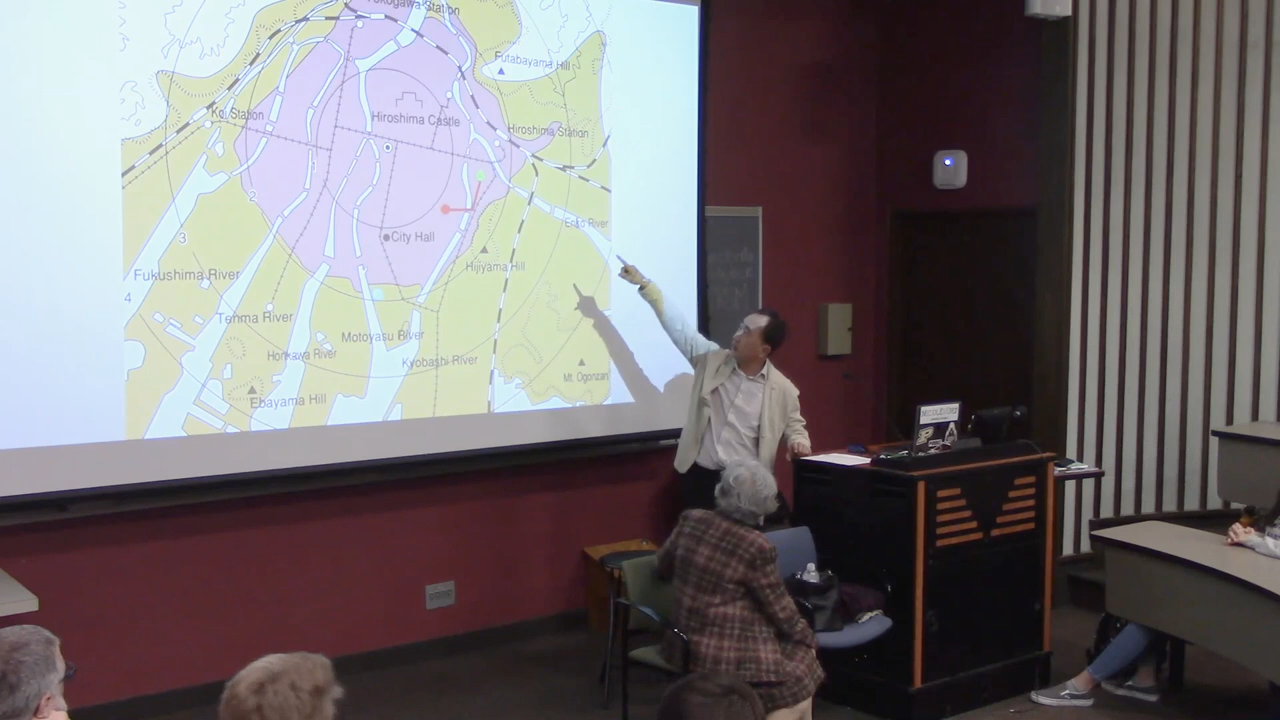 Yokogawa Station
Futabayama Hill
Koi Station
Hiroshima Castle
Hiroshima Station
2
Enko River
3
City Hall
Hijiyama Hill
Fukushima River
4
Tenma River
Motoyasu River
Honkawa River
Kyobashi River
Mt. Ogonzan
Ebayama Hill